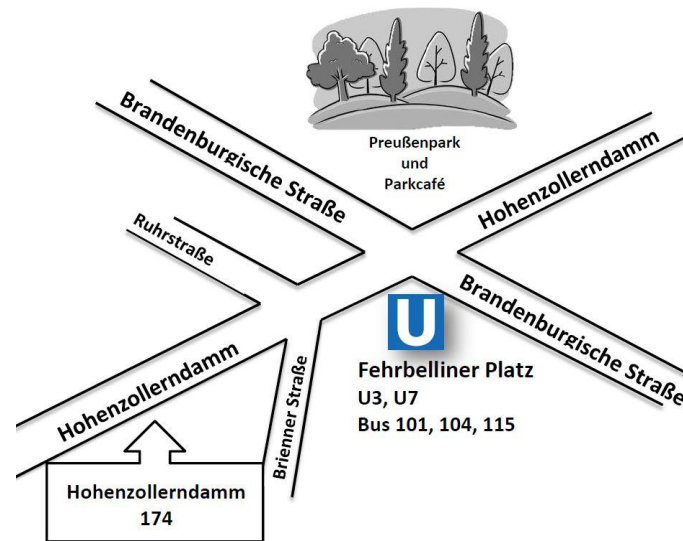 Preußenpark
und
Parkcafé
Brandenburgische Straße
Hohenzollerndamm
Ruhrstraße
Brandenburgische Straße
U
Fehrbelliner Platz
U3, U7
Bus 101, 104, 115
Hohenzollerndamm
Brienner Straße
Hohenzollerndamm
174